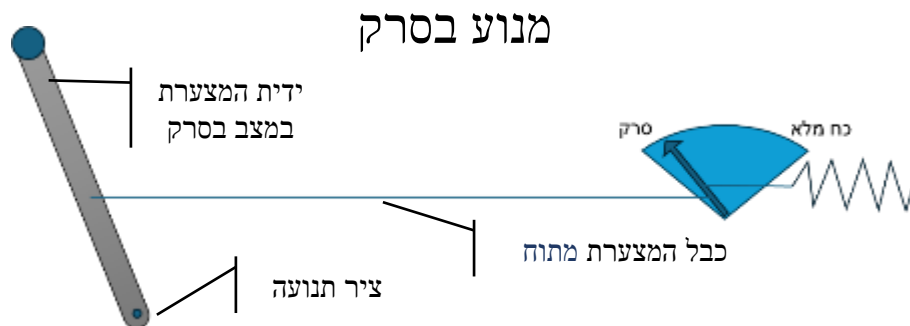 מנוע בסרק
ידית המצערת
במצב בסרק
סרק
כח מלא
כבל המצערת מתוח
ציר תנועה